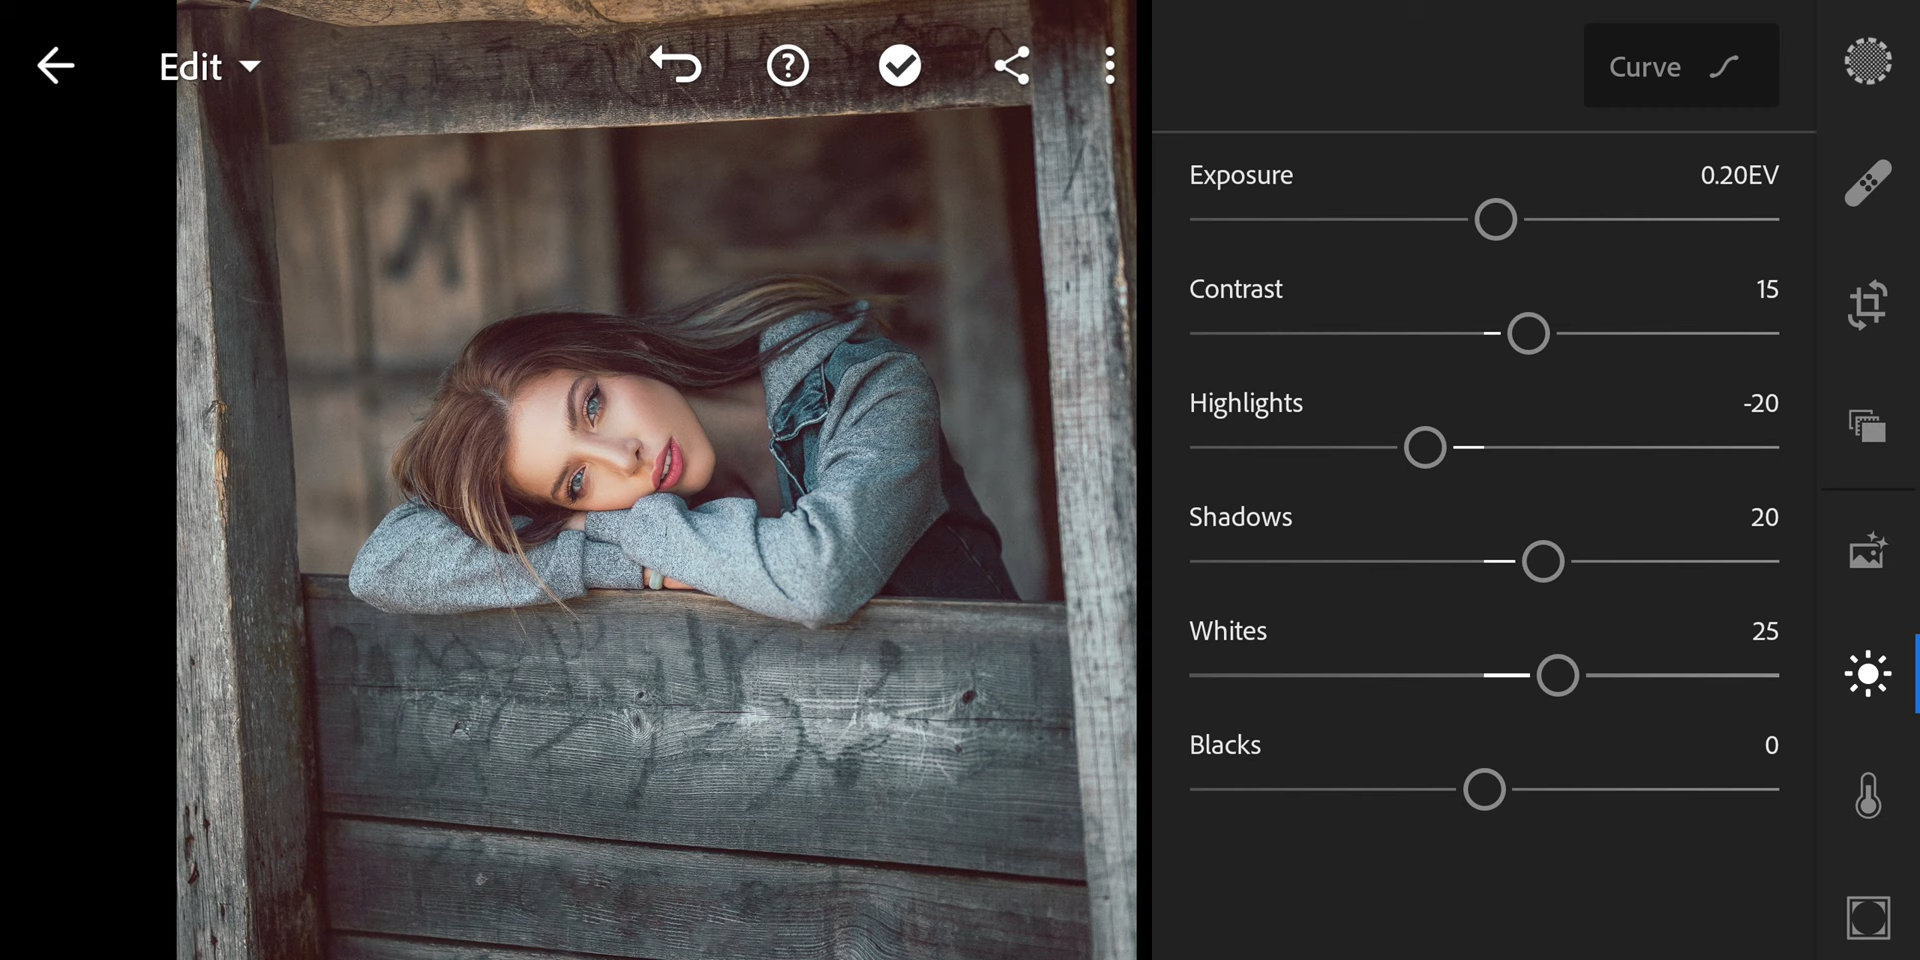 Edit
Curve
Exposure 0.20EV
Contrast 15
Highlights -20
Shadows 20
Whites 25
Blacks 0